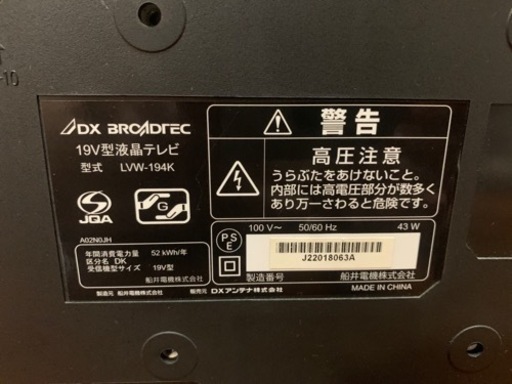 -10
DX BROADTEC
19V型液晶テレビ
型式 LVW-194K
JQA
G
A02N0JH
年間消費電力量 52 kWh/年
区分名 DK
受信機型サイズ 19V型
船井電機株式会社
製造元 船井電機株式会社 販売元 DXアンテナ株式会社
警告
高圧注意
うらぶたをあけないこと。
内部には高電圧部分が数多く
あり万一さわると危険です。
PS
E
100 V～ 50/60 Hz 43 W
J22018063A
製造番号 船井電機株式会社
MADE IN CHINA